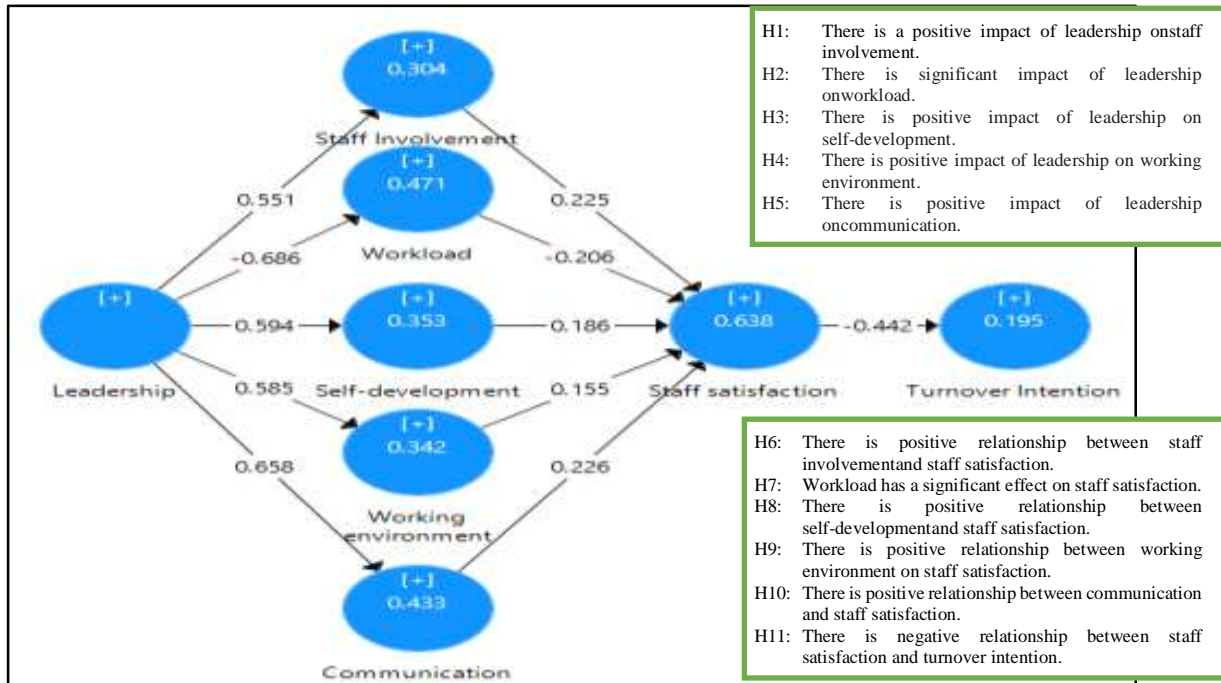 [+]
0.304
Staff Involvement
[+]
0.471
Workload
[+]
Leadership
[+]
0.353
Self-development
[+]
0.342
Working
environment
[+]
0.433
Communication
[+]
0.638
Staff satisfaction
[+]
0.195
Turnover Intention
0.551
-0.686
0.594
0.585
0.658
0.225
-0.206
0.186
0.155
0.226
-0.442
H1: There is a positive impact of leadership onstaff
involvement.
H2: There is significant impact of leadership
onworkload.
H3: There is positive impact of leadership on
self-development.
H4: There is positive impact of leadership on working
environment.
H5: There is positive impact of leadership
oncommunication.
H6: There is positive relationship between staff
involvementand staff satisfaction.
H7: Workload has a significant effect on staff satisfaction.
H8: There is positive relationship between
self-developmentand staff satisfaction.
H9: There is positive relationship between working
environment on staff satisfaction.
H10: There is positive relationship between communication
and staff satisfaction.
H11: There is negative relationship between staff
satisfaction and turnover intention.